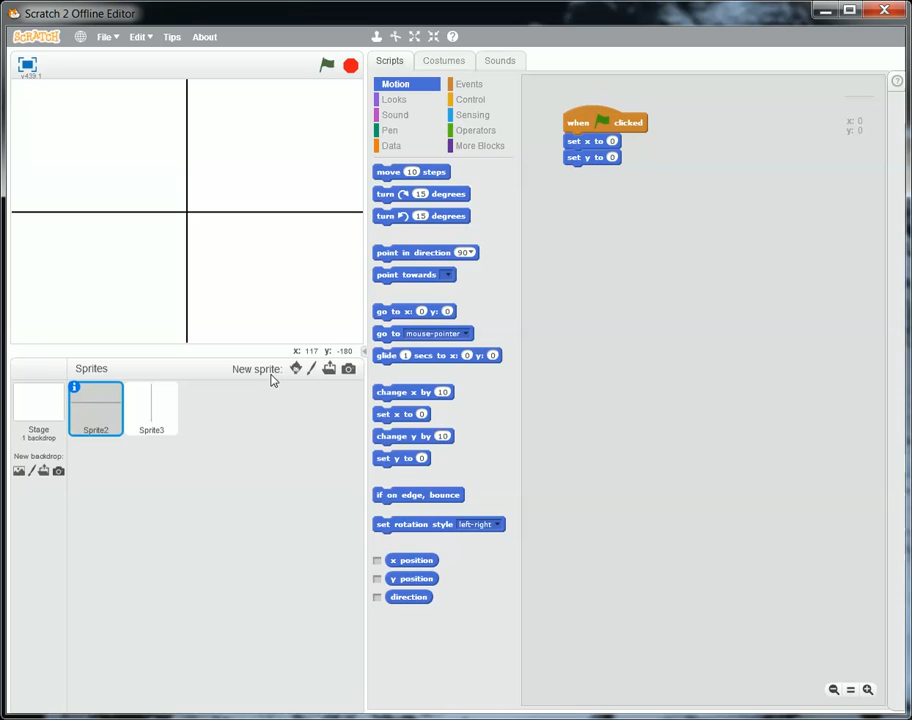 Scratch 2 Offline Editor
SCRATCH File Edit Tips About
v439.1
Scripts Costumes Sounds
Motion Events
Looks Control
Sound Sensing
Pen Operators
Data More Blocks
move 10 steps
turn 15 degrees
turn 15 degrees
point in direction 90
point towards
go to x: 0 y: 0
go to mouse-pointer
glide 1 secs to x: 0 y: 0
change x by 10
set x to 0
change y by 10
set y to 0
if on edge, bounce
set rotation style left-right
x position
y position
direction
when clicked
set x to 0
set y to 0
x: 0
y: 0
X: 117 y: -180
Sprites New sprite:
Stage
1 backdrop
New backdrop:
Sprite2
Sprite3